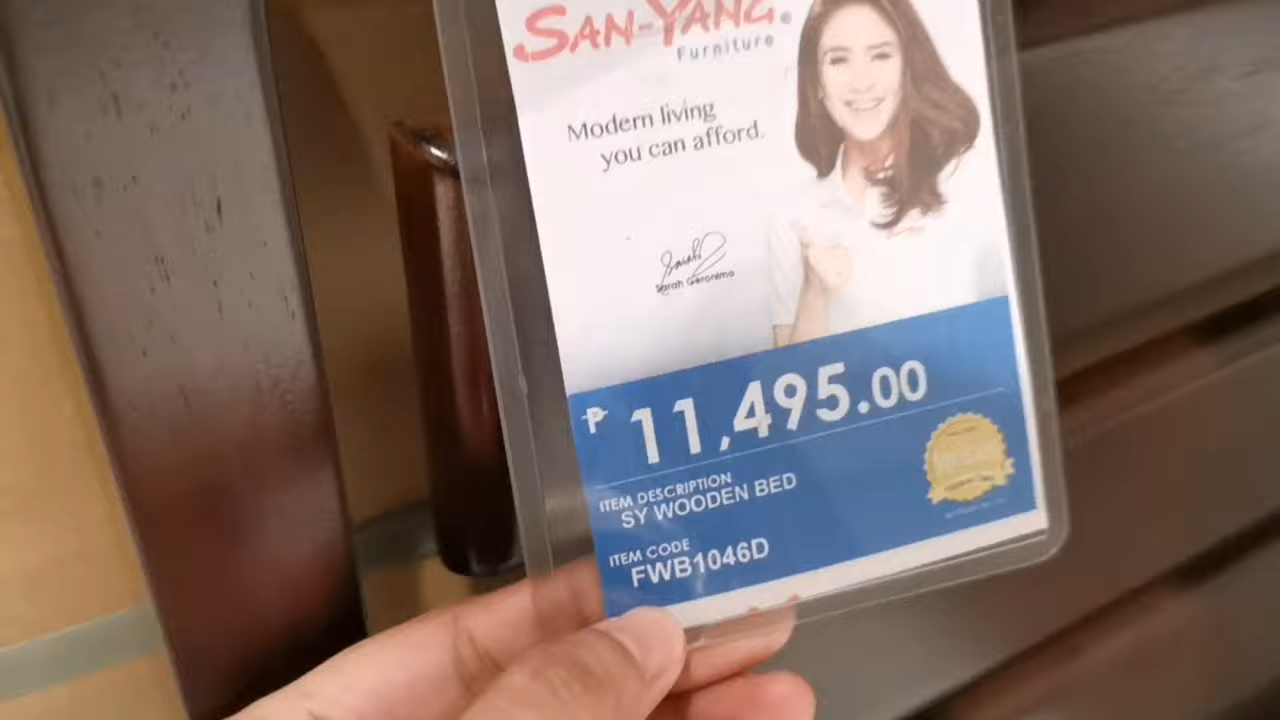 SAN-YANG®
Furniture
Modern living
you can afford.
Sarah Geronimo
₱ 11,495.00
ITEM DESCRIPTION
SY WOODEN BED
ITEM CODE
FWB1046D